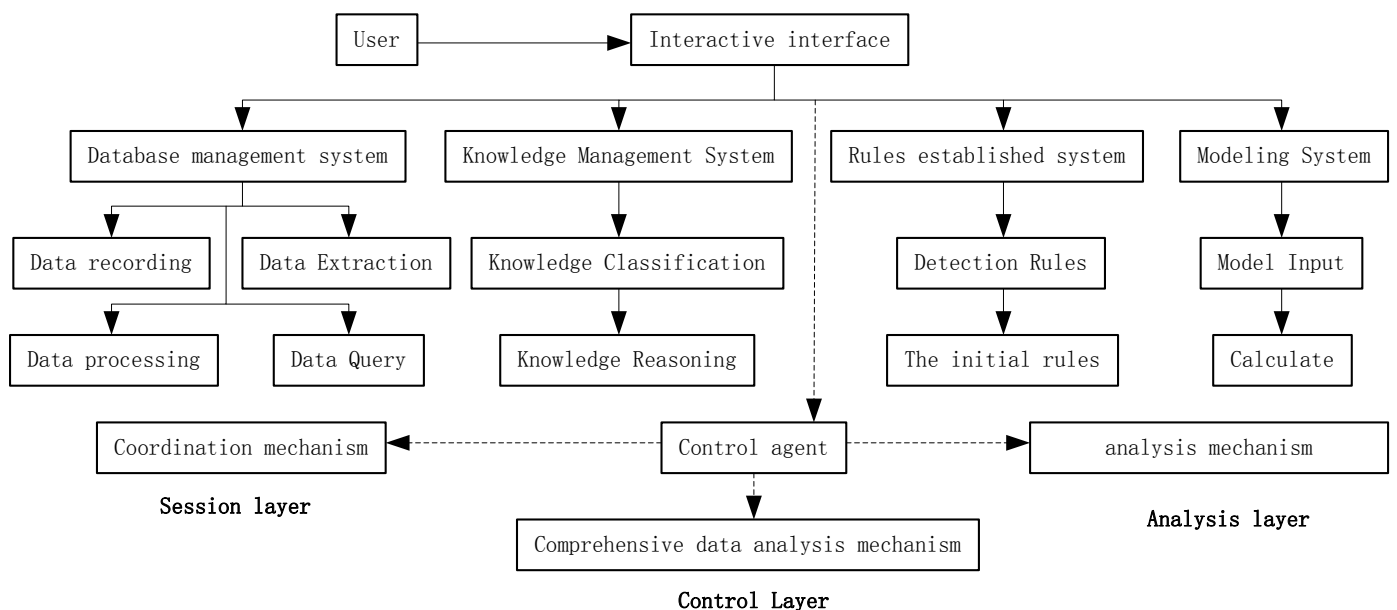 User
Interactive interface
Database management system
Knowledge Management System
Rules established system
Modeling System
Data recording
Data Extraction
Knowledge Classification
Detection Rules
Model Input
Data processing
Data Query
Knowledge Reasoning
The initial rules
Calculate
Coordination mechanism
Control agent
analysis mechanism
Session layer
Analysis layer
Comprehensive data analysis mechanism
Control Layer